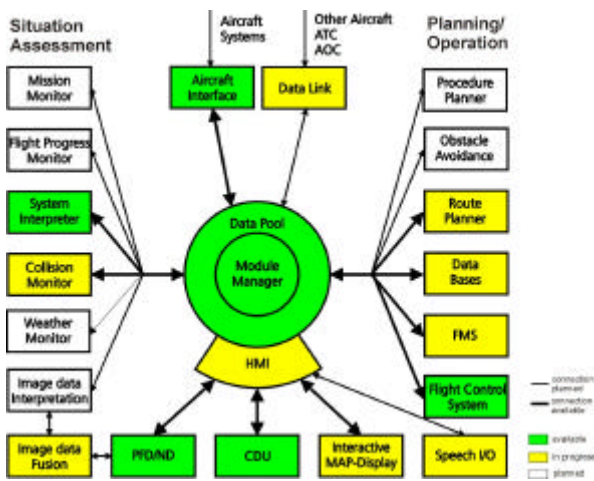 Situation
Assessment
Aircraft
Systems
Other Aircraft
ATC
AOC
Planning/
Operation
Mission
Monitor
Aircraft
Interface
Data Link
Procedure
Planner
Flight Progress
Monitor
Obstacle
Avoidance
System
Interpreter
Data Pool
Route
Planner
Collision
Monitor
Module
Manager
Data
Bases
Weather
Monitor
HMI
FMS
Image data
Interpretation
Flight Control
System
connection
planned
connection
available
Image data
Fusion
PFD/ND
CDU
Interactive
MAP-Display
Speech I/O
available
in progress
planned